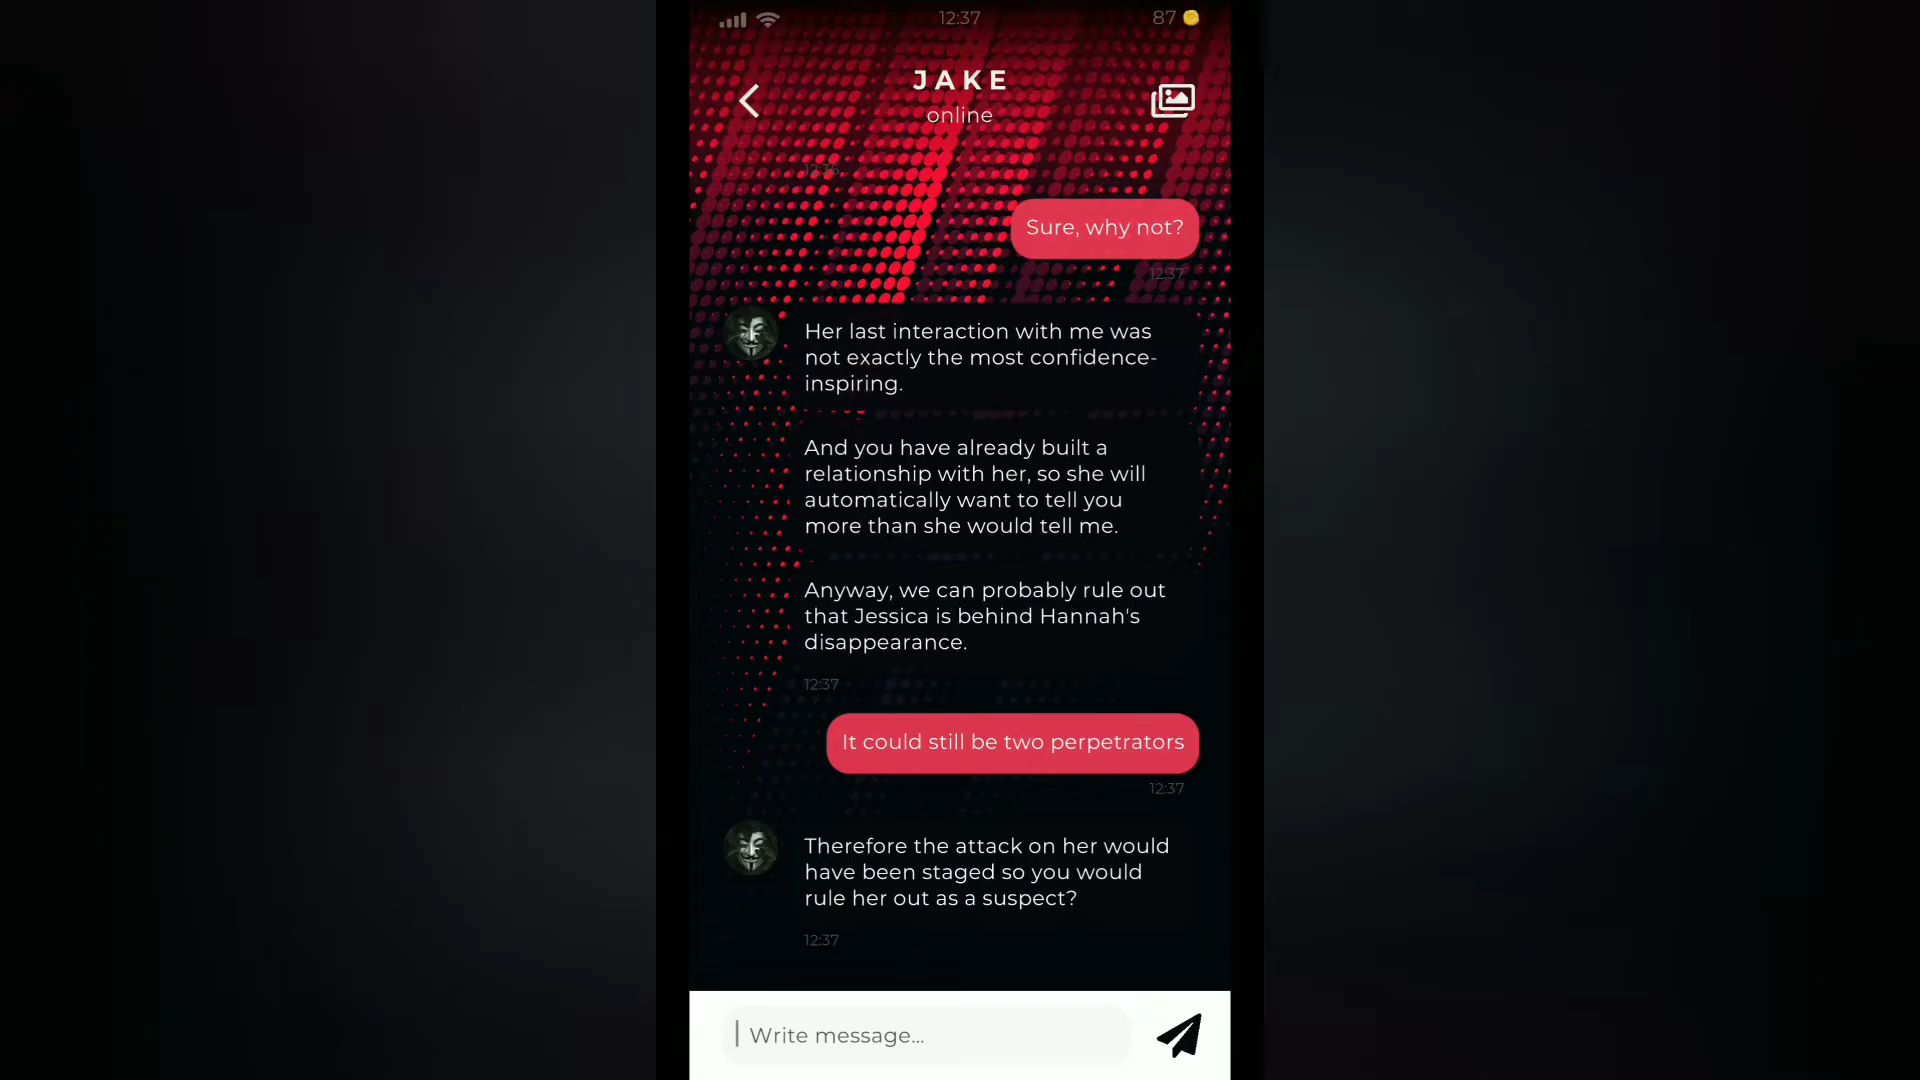 12:37
87
JAKE
online
12:36
Sure, why not?
12:37
Her last interaction with me was
not exactly the most confidence-
inspiring.
And you have already built a
relationship with her, so she will
automatically want to tell you
more than she would tell me.
Anyway, we can probably rule out
that Jessica is behind Hannah's
disappearance.
12:37
It could still be two perpetrators
12:37
Therefore the attack on her would
have been staged so you would
rule her out as a suspect?
12:37
Write message...